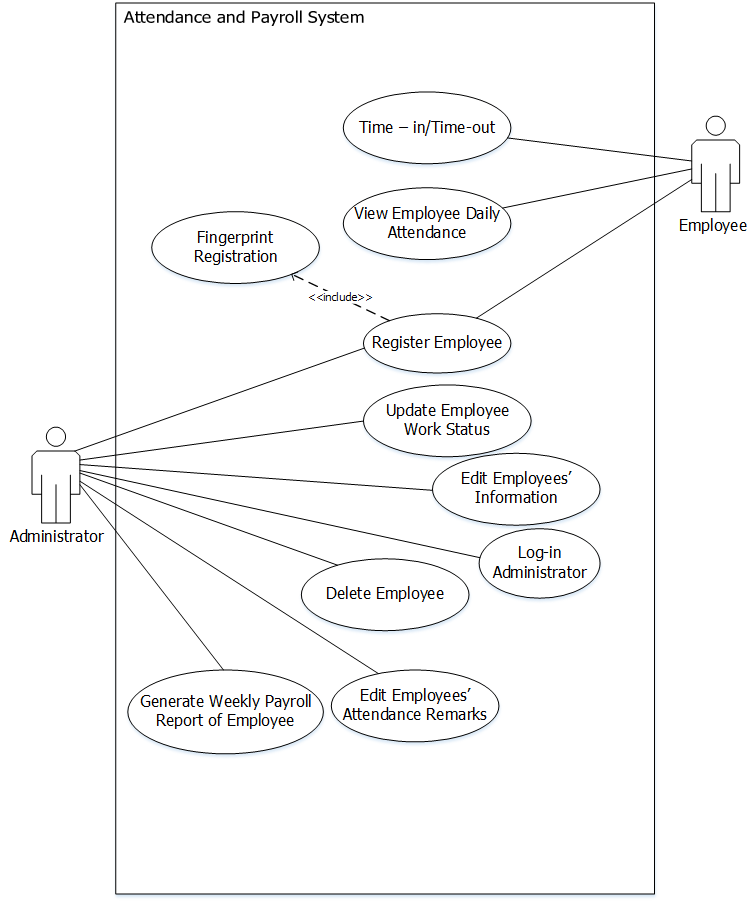 Attendance and Payroll System
Time – in/Time-out
View Employee Daily
Attendance
Employee
Fingerprint
Registration
<<include>>
Register Employee
Update Employee
Work Status
Edit Employees’
Information
Administrator
Log-in
Administrator
Delete Employee
Generate Weekly Payroll
Report of Employee
Edit Employees’
Attendance Remarks